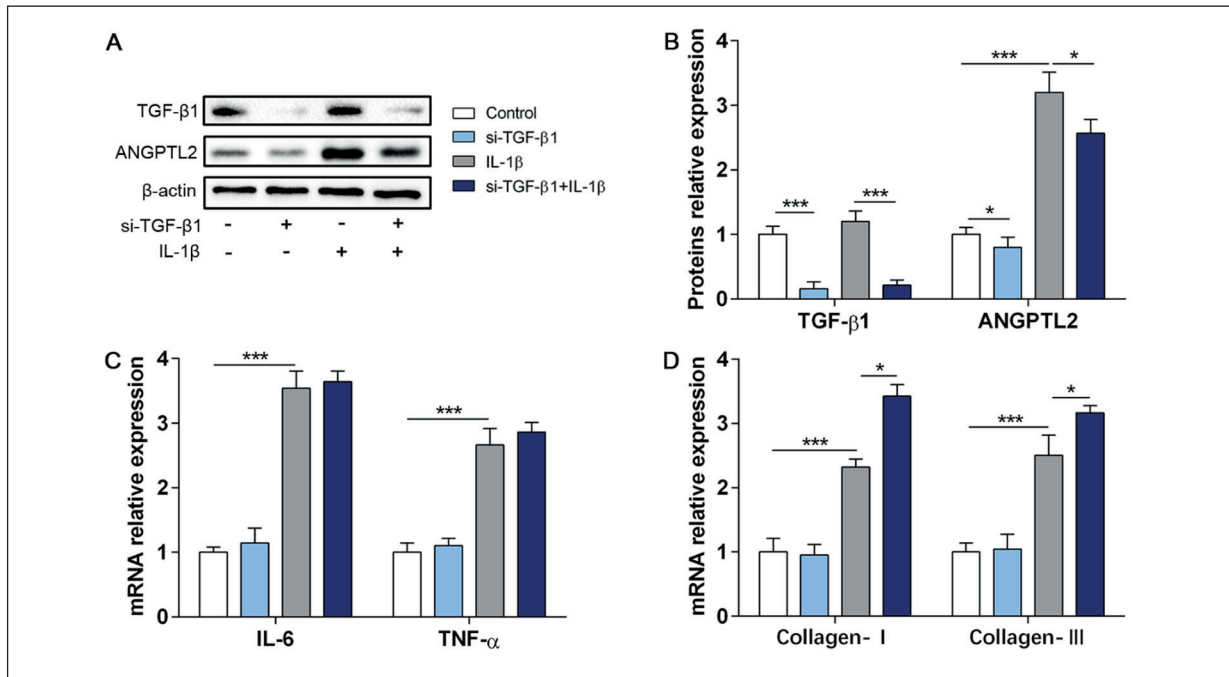 A
TGF-β1
ANGPTL2
β-actin
si-TGF-β1 - + - +
IL-1β - - + +
Control
si-TGF-β1
IL-1β
si-TGF-β1+IL-1β
B
Proteins relative expression
4
3
2
1
0
***
***
*
***
*
TGF-β1 ANGPTL2
C
mRNA relative expression
4
3
2
1
0
***
***
IL-6 TNF-α
D
mRNA relative expression
4
3
2
1
0
***
*
***
*
Collagen- I Collagen- III